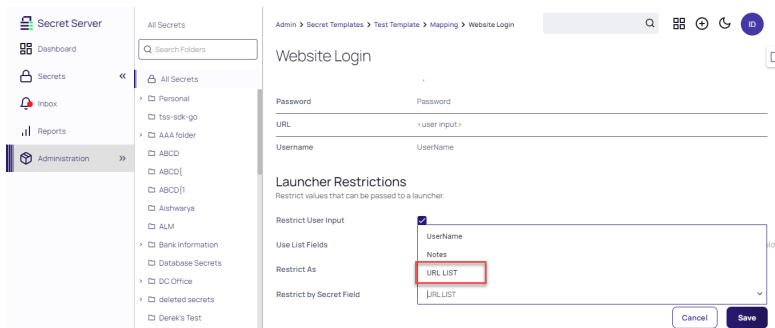 Secret Server
Dashboard
Secrets
Inbox
Reports
Administration
All Secrets
Search Folders
All Secrets
Personal
tss-sdk-go
AAA folder
ABCD
ABCD[
ABCD[1
Aishwarya
ALM
Bank Information
Database Secrets
DC Office
deleted secrets
Derek's Test
Admin > Secret Templates > Test Template > Mapping > Website Login
ID
Website Login
Password Password
URL <user input>
Username UserName
Launcher Restrictions
Restrict values that can be passed to a launcher.
Restrict User Input
Use List Fields
Restrict As
Restrict by Secret Field
UserName
Notes
URL LIST
URL LIST
Cancel Save